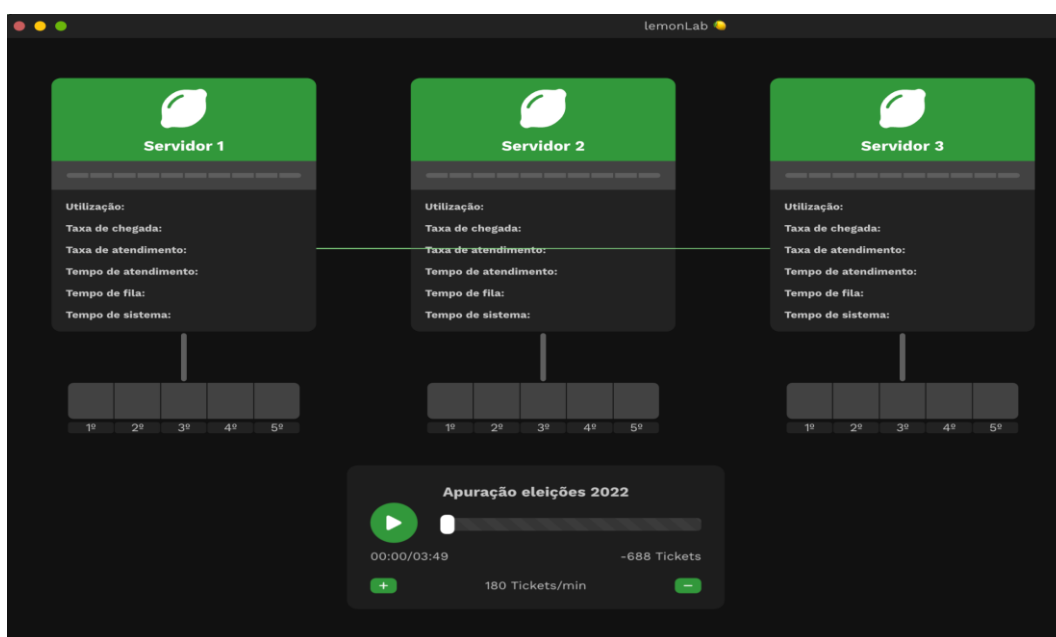 lemonLab
Servidor 1
Utilização:
Taxa de chegada:
Taxa de atendimento:
Tempo de atendimento:
Tempo de fila:
Tempo de sistema:
1º 2º 3º 4º 5º
Servidor 2
Utilização:
Taxa de chegada:
Taxa de atendimento:
Tempo de atendimento:
Tempo de fila:
Tempo de sistema:
1º 2º 3º 4º 5º
Servidor 3
Utilização:
Taxa de chegada:
Taxa de atendimento:
Tempo de atendimento:
Tempo de fila:
Tempo de sistema:
1º 2º 3º 4º 5º
Apuração eleições 2022
00:00/03:49 -688 Tickets
+ 180 Tickets/min −